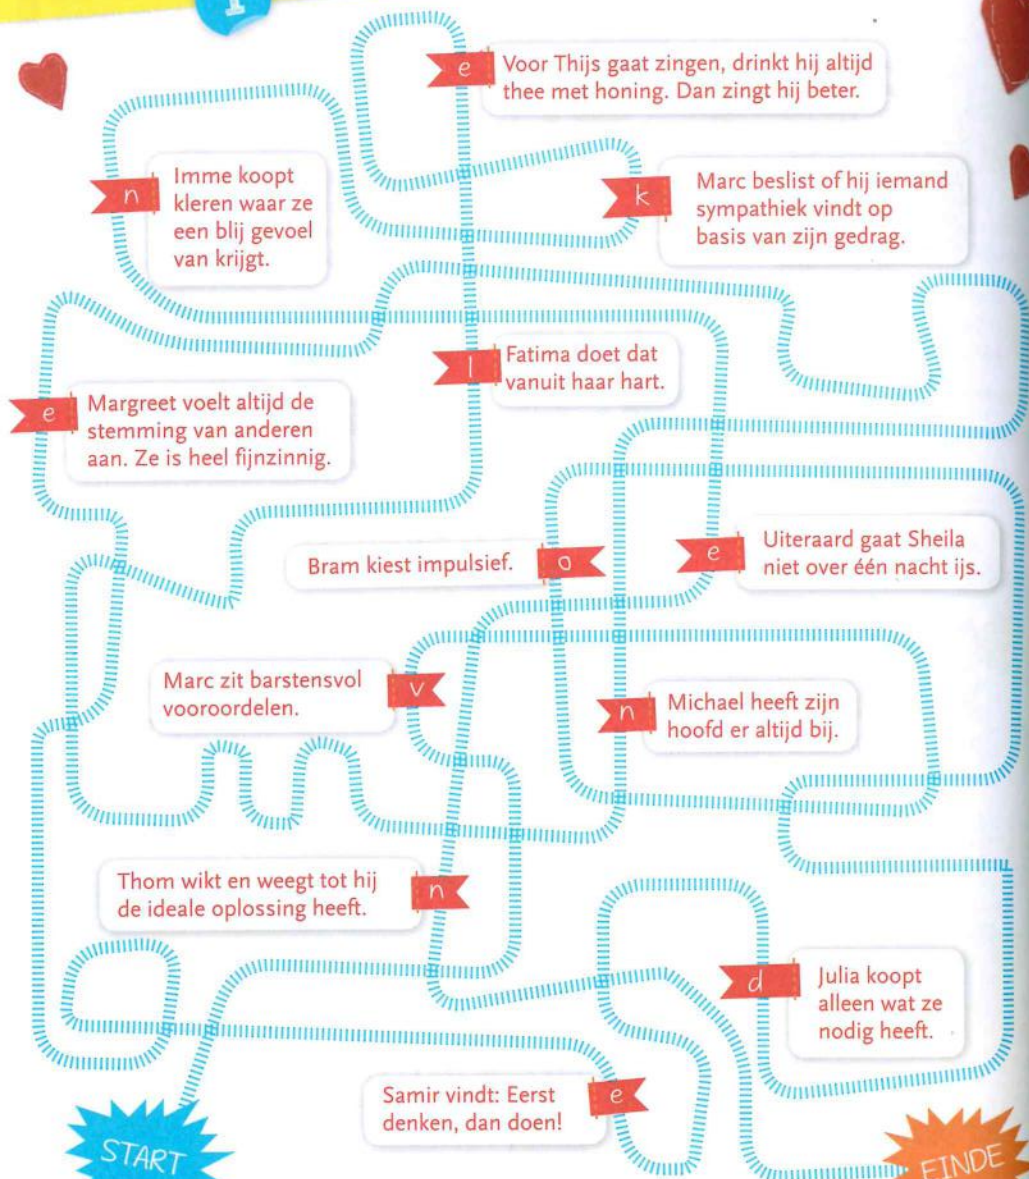 1
e
Voor Thijs gaat zingen, drinkt hij altijd
thee met honing. Dan zingt hij beter.
n
Imme koopt
kleren waar ze
een blij gevoel
van krijgt.
k
Marc beslist of hij iemand
sympathiek vindt op
basis van zijn gedrag.
l
Fatima doet dat
vanuit haar hart.
e
Margreet voelt altijd de
stemming van anderen
aan. Ze is heel fijnzinnig.
Bram kiest impulsief.
o
e
Uiteraard gaat Sheila
niet over één nacht ijs.
Marc zit barstensvol
vooroordelen.
v
n
Michael heeft zijn
hoofd er altijd bij.
Thom wikt en weegt tot hij
de ideale oplossing heeft.
n
d
Julia koopt
alleen wat ze
nodig heeft.
Samir vindt: Eerst
denken, dan doen!
e
START
EINDE